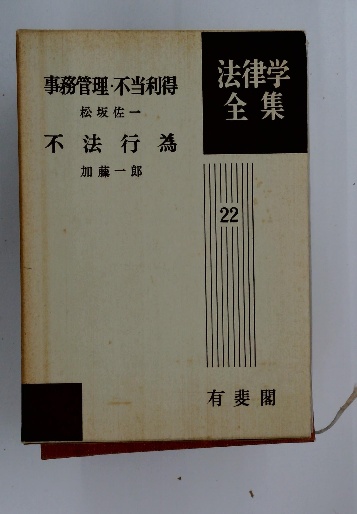 法律学
全集
事務管理・不当利得
松坂佐一
不法行為
加藤一郎
22
有斐閣